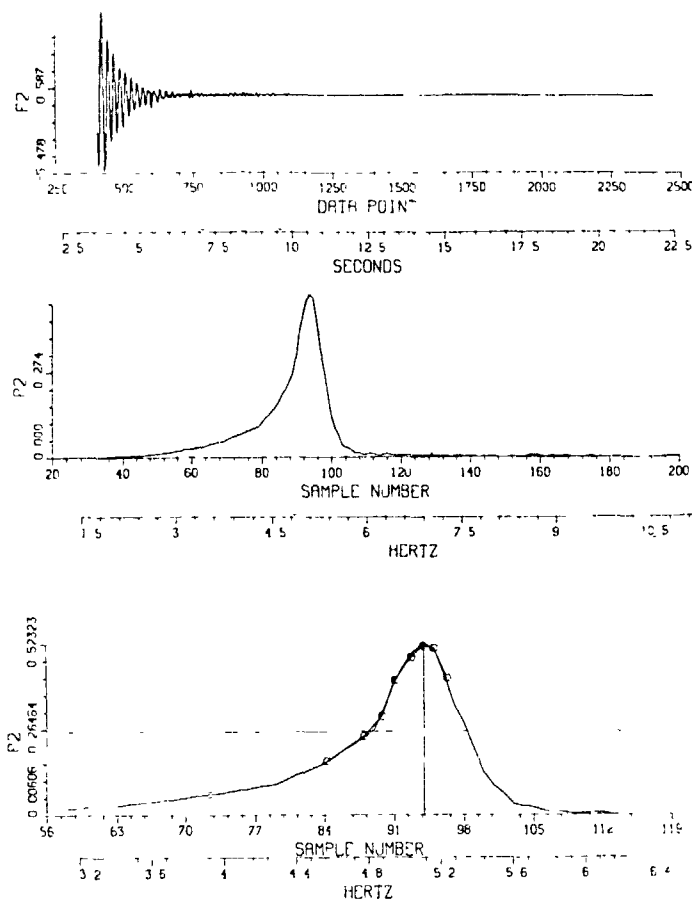 P2
0.587
-5.478
250 500 750 1000 1250 1500 1750 2000 2250 2500
DATA POINT
2 5 5 7 5 10 12 5 15 17 5 20 22 5
SECONDS
P2
0.274
0.000
20 40 60 80 100 120 140 160 180 200
SAMPLE NUMBER
1 5 3 4 5 6 7 5 9 10 5
HERTZ
P2
0 52323
0.26464
0.00606
56 63 70 77 84 91 98 105 112 119
SAMPLE NUMBER
3 2 3 6 4 4 4 4 8 5 2 5 6 6 6 4
HERTZ